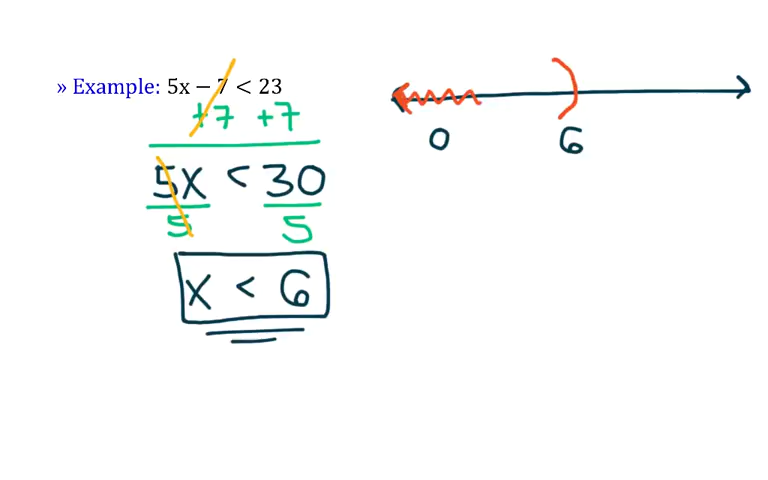 » Example: 5x − 7 < 23
+7 +7
5x < 30
5 5
x < 6
0 6